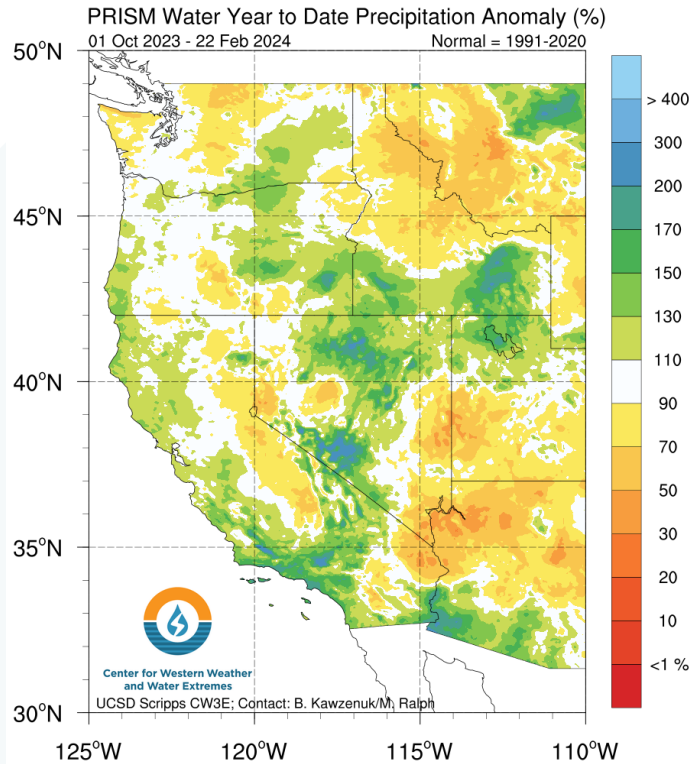 PRISM Water Year to Date Precipitation Anomaly (%)
01 Oct 2023 - 22 Feb 2024 Normal = 1991-2020
50°N
45°N
40°N
35°N
30°N
125°W 120°W 115°W 110°W
> 400
300
200
170
150
130
110
90
70
50
30
20
10
<1 %
Center for Western Weather
and Water Extremes
UCSD Scripps CW3E; Contact: B. Kawzenuk/M. Ralph